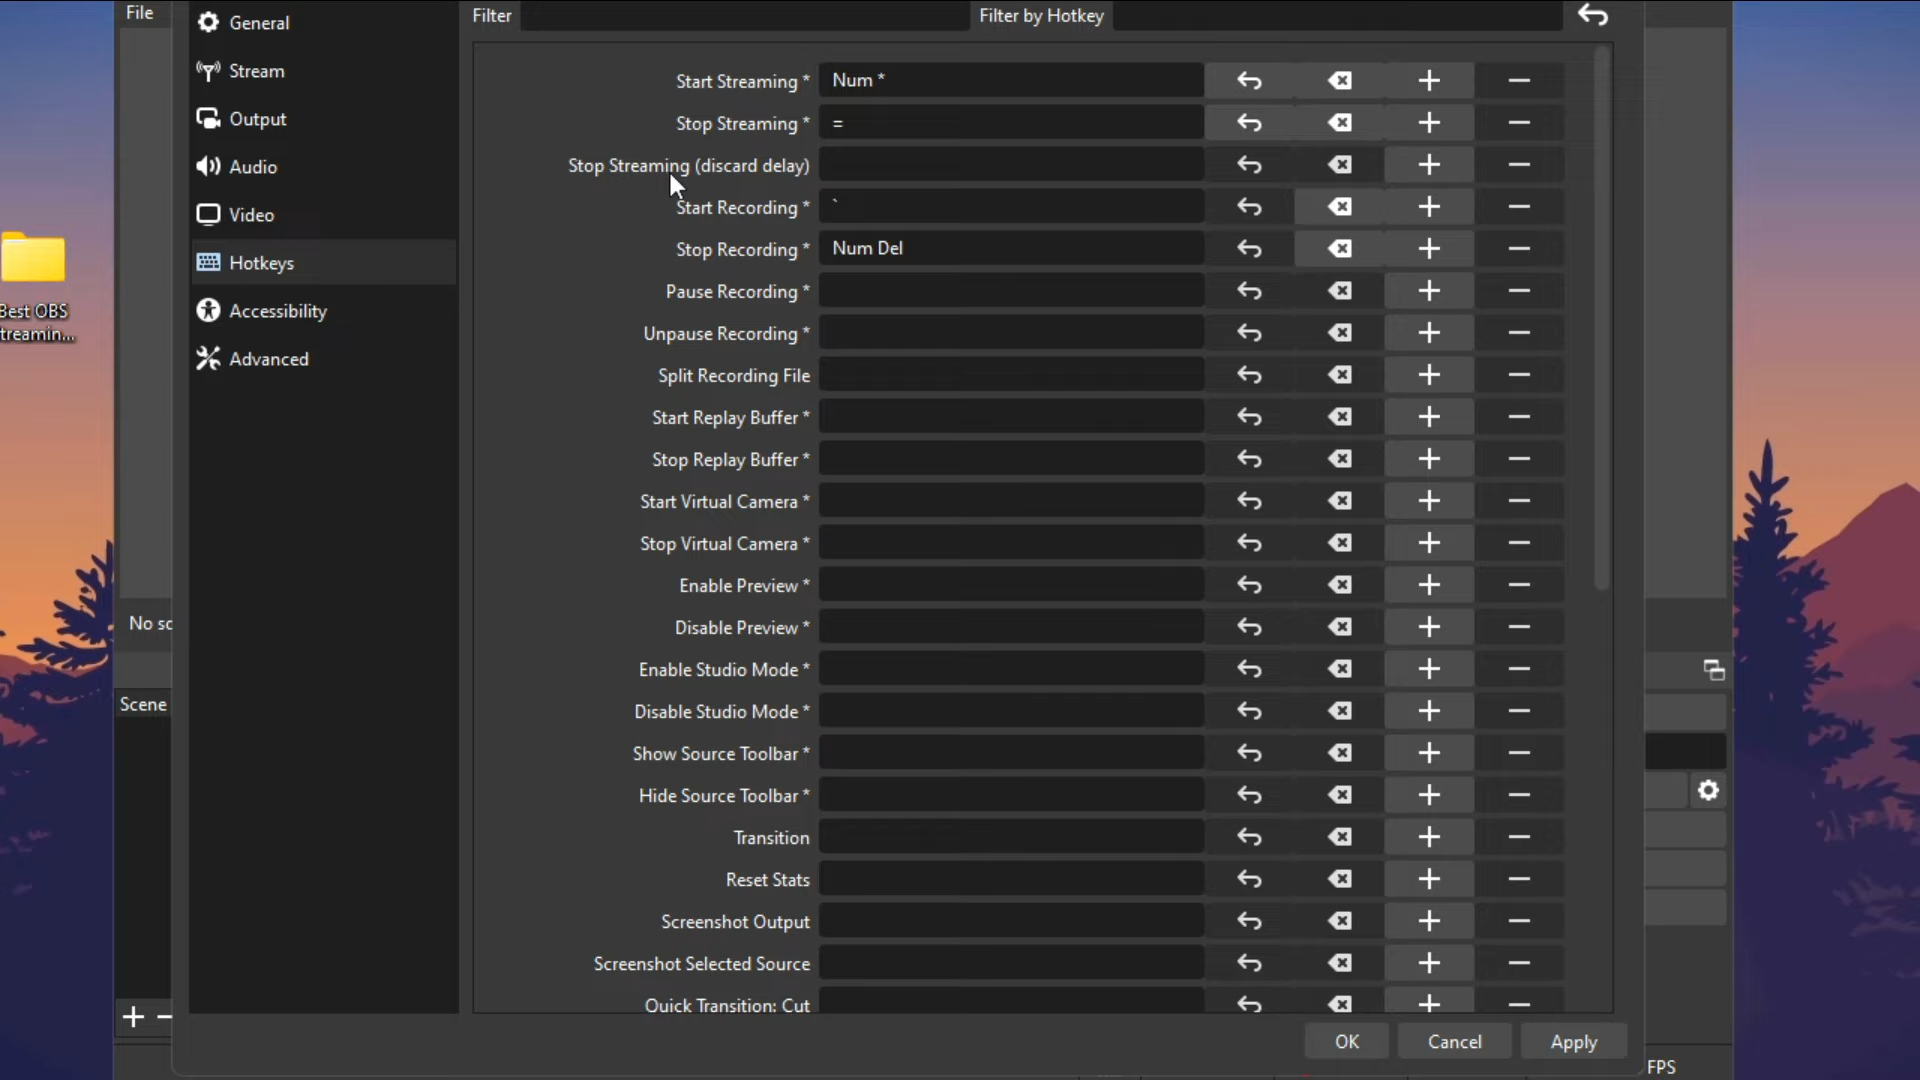 File
General
Stream
Output
Audio
Video
Hotkeys
Accessibility
Advanced
Filter
Filter by Hotkey
Start Streaming * Num *
Stop Streaming * =
Stop Streaming (discard delay)
Start Recording * `
Stop Recording * Num Del
Pause Recording *
Unpause Recording *
Split Recording File
Start Replay Buffer *
Stop Replay Buffer *
Start Virtual Camera *
Stop Virtual Camera *
Enable Preview *
Disable Preview *
Enable Studio Mode *
Disable Studio Mode *
Show Source Toolbar *
Hide Source Toolbar *
Transition
Reset Stats
Screenshot Output
Screenshot Selected Source
Quick Transition: Cut
OK Cancel Apply
Best OBS
treamin...
No sc
Scene
FPS